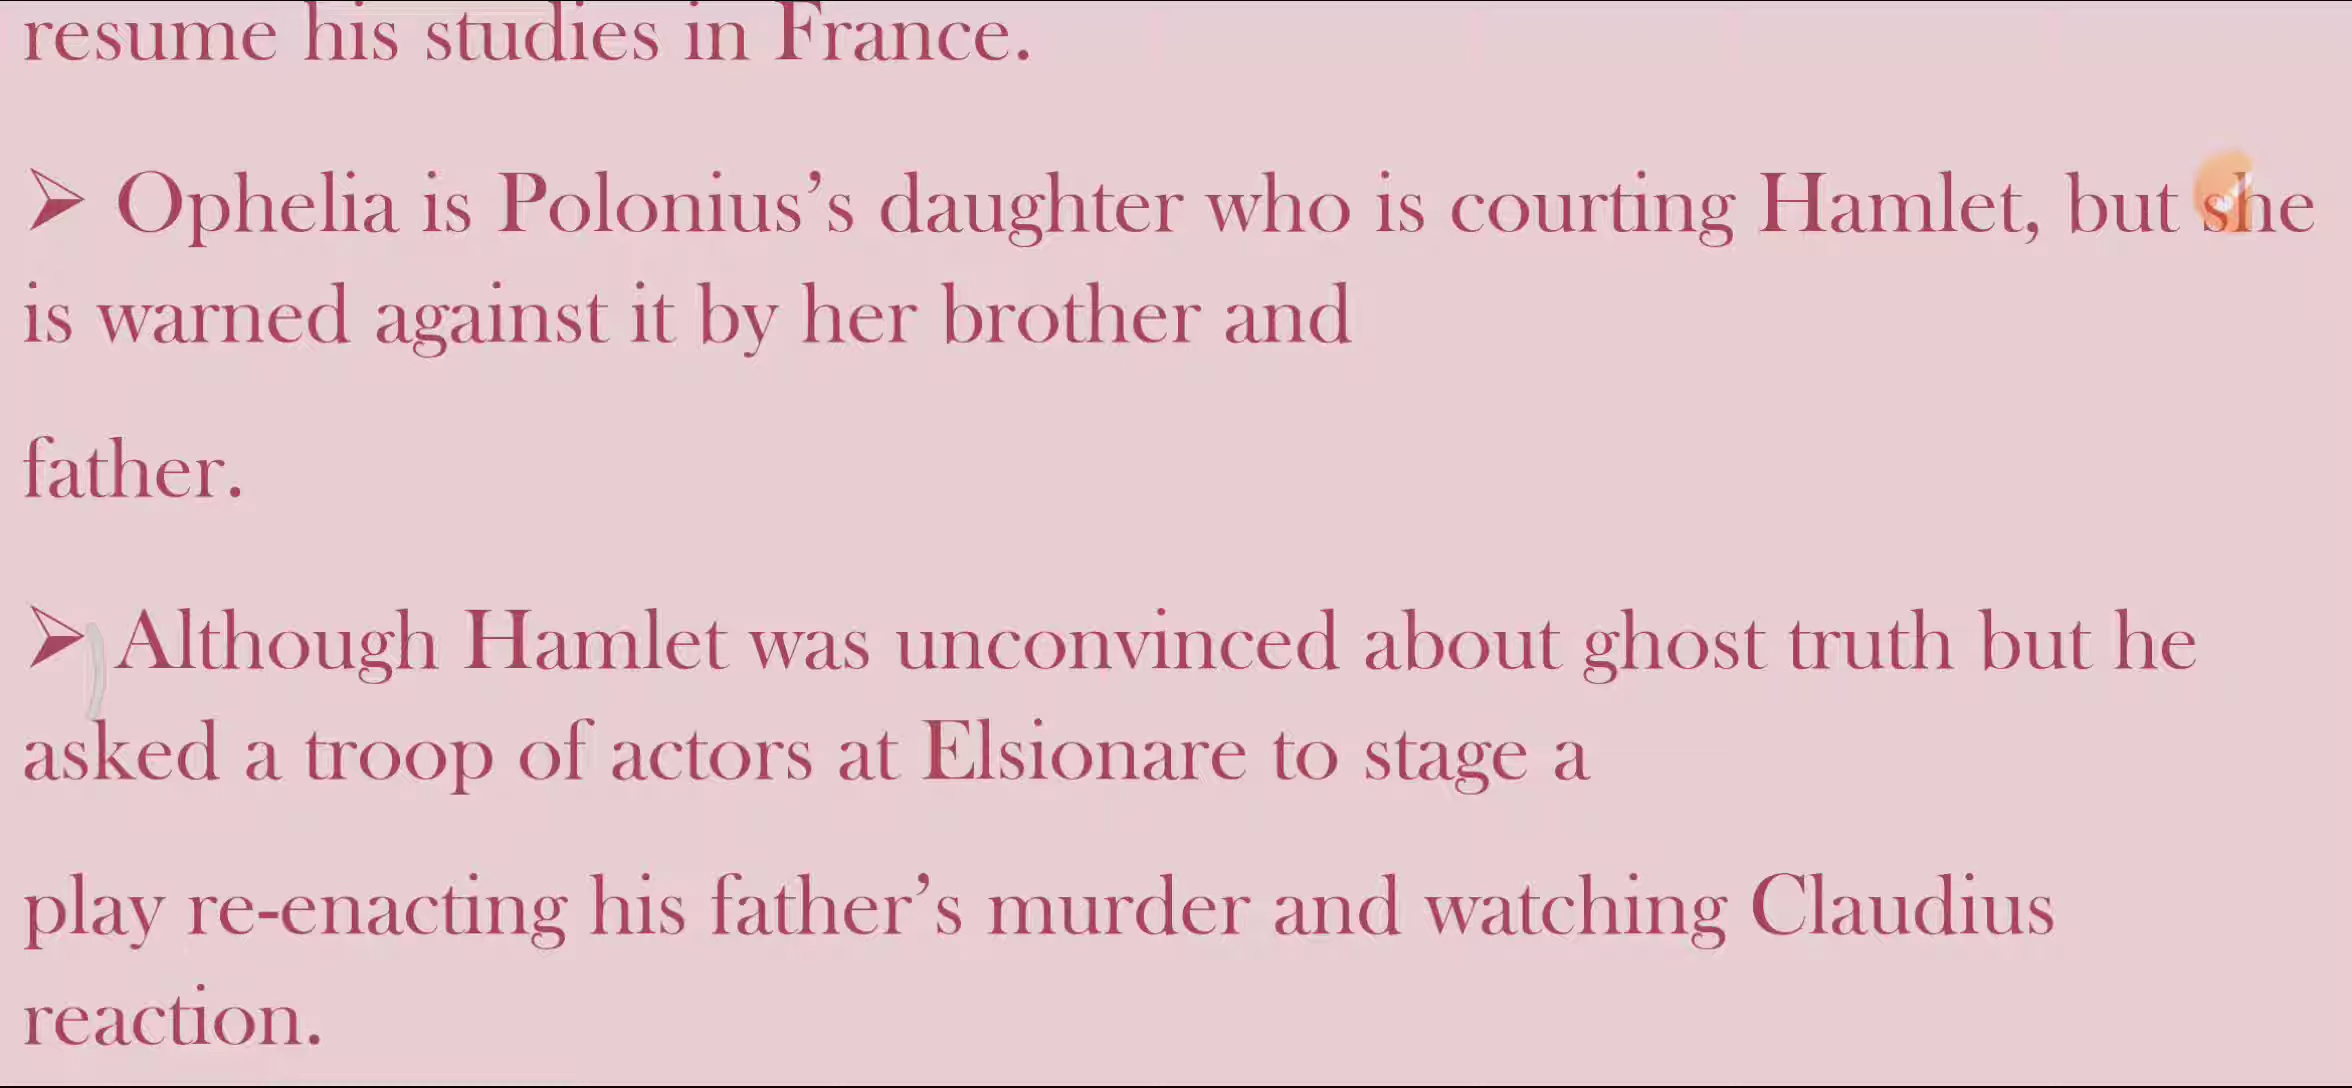 resume his studies in France.
➢ Ophelia is Polonius’s daughter who is courting Hamlet, but she
is warned against it by her brother and
father.
➢ Although Hamlet was unconvinced about ghost truth but he
asked a troop of actors at Elsionare to stage a
play re-enacting his father’s murder and watching Claudius
reaction.